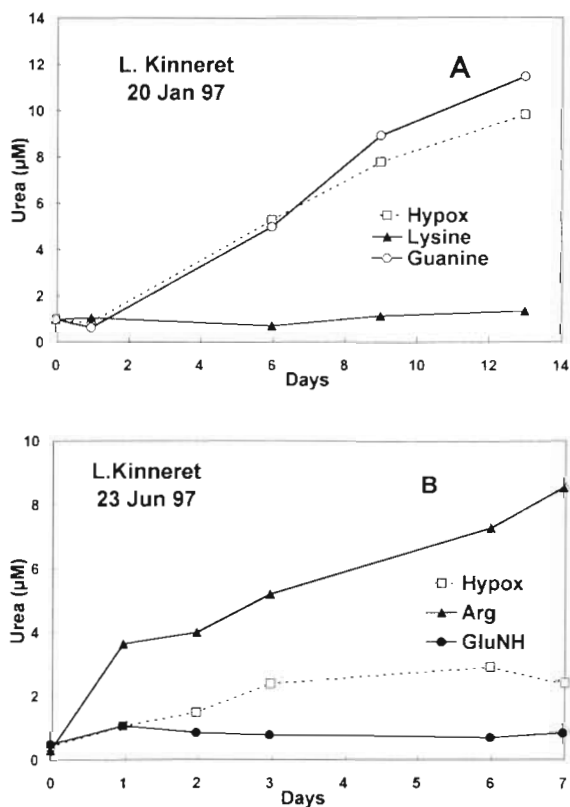 14
12
10
8
6
4
2
0
Urea (µM)
L. Kinneret
20 Jan 97
A
Hypox
Lysine
Guanine
0 2 4 6 8 10 12 14
Days
10
8
6
4
2
0
Urea (µM)
L.Kinneret
23 Jun 97
B
Hypox
Arg
GluNH
0 1 2 3 4 5 6 7
Days